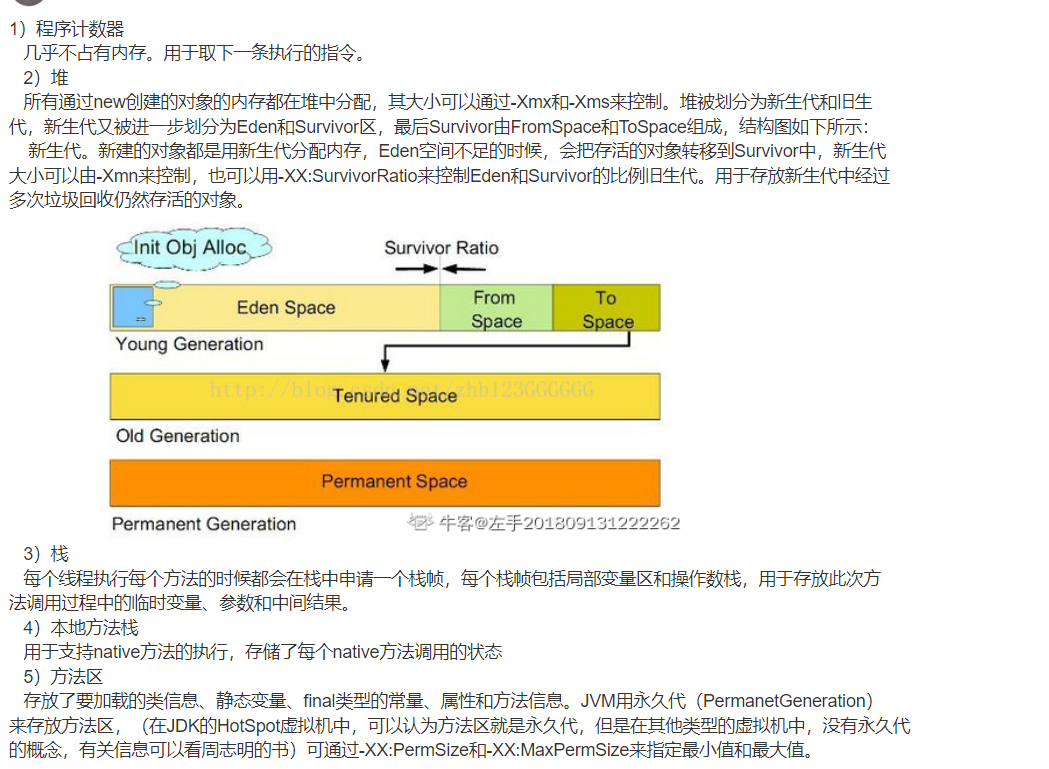 1）程序计数器
几乎不占有内存。用于取下一条执行的指令。
2）堆
所有通过new创建的对象的内存都在堆中分配，其大小可以通过-Xmx和-Xms来控制。堆被划分为新生代和旧生
代，新生代又被进一步划分为Eden和Survivor区，最后Survivor由FromSpace和ToSpace组成，结构图如下所示：
新生代。新建的对象都是用新生代分配内存，Eden空间不足的时候，会把存活的对象转移到Survivor中，新生代
大小可以由-Xmn来控制，也可以用-XX:SurvivorRatio来控制Eden和Survivor的比例旧生代。用于存放新生代中经过
多次垃圾回收仍然存活的对象。
Init Obj Alloc
Survivor Ratio
Eden Space
From
Space
To
Space
Young Generation
Tenured Space
Old Generation
Permanent Space
Permanent Generation
牛客@左手201809131222262
3）栈
每个线程执行每个方法的时候都会在栈中申请一个栈帧，每个栈帧包括局部变量区和操作数栈，用于存放此次方
法调用过程中的临时变量、参数和中间结果。
4）本地方法栈
用于支持native方法的执行，存储了每个native方法调用的状态
5）方法区
存放了要加载的类信息、静态变量、final类型的常量、属性和方法信息。JVM用永久代（PermanetGeneration）
来存放方法区，（在JDK的HotSpot虚拟机中，可以认为方法区就是永久代，但是在其他类型的虚拟机中，没有永久代
的概念，有关信息可以看周志明的书）可通过-XX:PermSize和-XX:MaxPermSize来指定最小值和最大值。